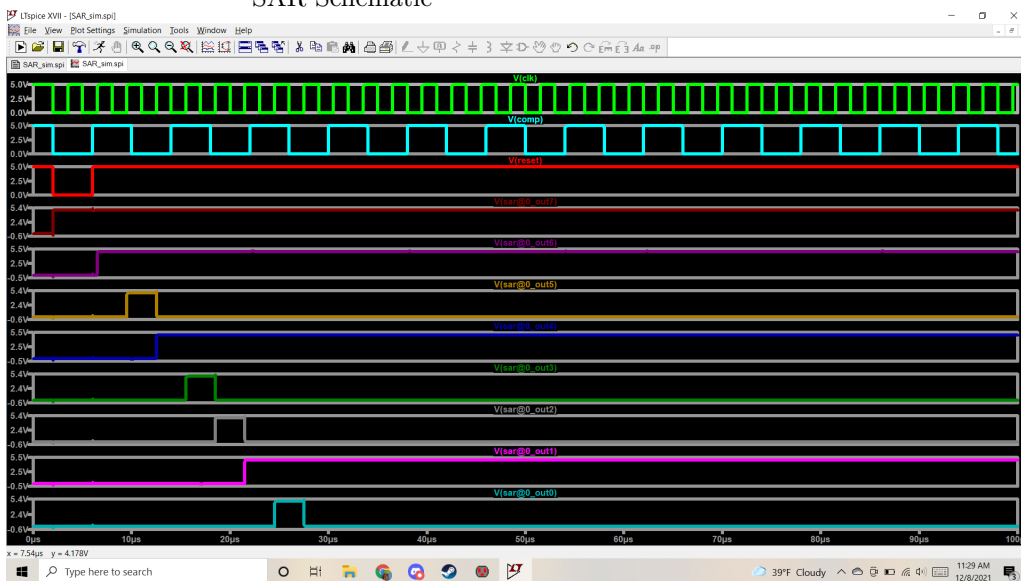 SAR Schematic
LTspice XVII - [SAR_sim.spi]
File View Plot Settings Simulation Tools Window Help
SAR_sim.spi SAR_sim.spi
V(clk)
5.0V
2.5V
0.0V
V(comp)
5.0V
2.5V
0.0V
V(reset)
5.0V
2.5V
0.0V
V(sar@0_out7)
5.4V
2.4V
-0.6V
V(sar@0_out6)
5.5V
2.5V
-0.5V
V(sar@0_out5)
5.4V
2.4V
-0.6V
V(sar@0_out4)
5.5V
2.5V
-0.5V
V(sar@0_out3)
5.4V
2.4V
-0.6V
V(sar@0_out2)
5.4V
2.4V
-0.6V
V(sar@0_out1)
5.5V
2.5V
-0.5V
V(sar@0_out0)
5.4V
2.4V
-0.6V
0µs 10µs 20µs 30µs 40µs 50µs 60µs 70µs 80µs 90µs 100
x = 7.54µs y = 4.178V
Type here to search
39°F Cloudy
11:29 AM
12/8/2021